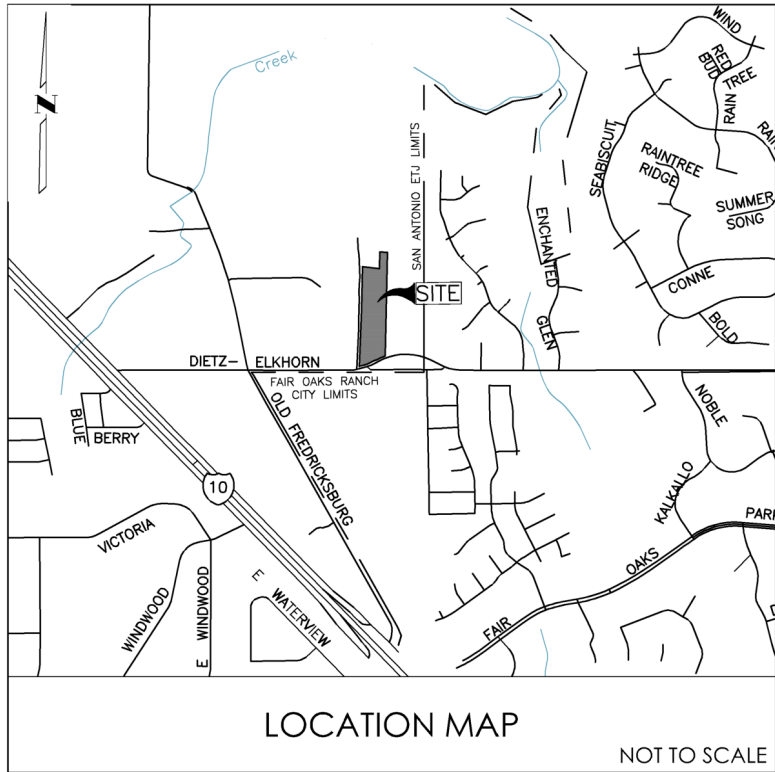 N
Creek
WIND
RED
BUD
TREE
RAIN
SEABISCUIT
RAINTREE
RIDGE
SUMMER
SONG
SAN ANTONIO ETJ LIMITS
ENCHANTED
GLEN
CONNE
BOLD
SITE
DIETZ- ELKHORN
FAIR OAKS RANCH
CITY LIMITS
OLD FREDRICKSBURG
BLUE
BERRY
10
NOBLE
KALKALLO
VICTORIA
WINDWOOD
E WINDWOOD
E WATERVIEW
FAIR OAKS PAR
LOCATION MAP
NOT TO SCALE